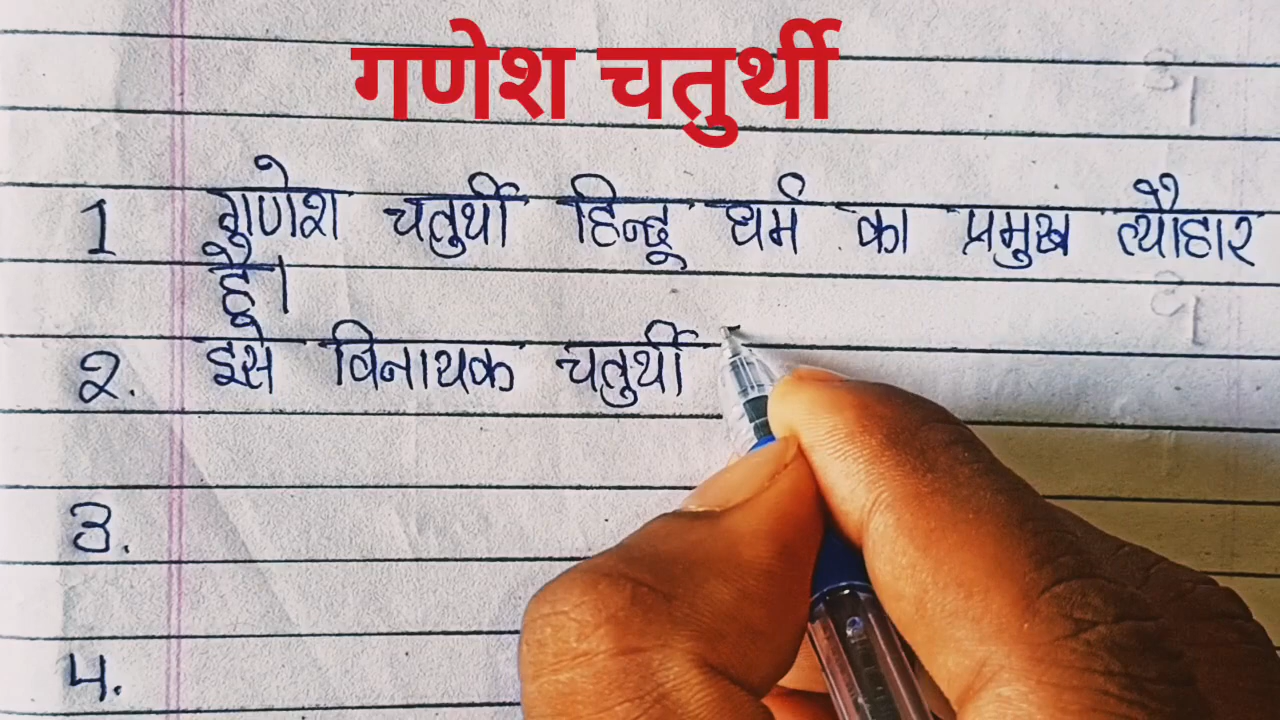 गणेश चतुर्थी
1 गणेश चतुर्थी हिन्दू धर्म का प्रमुख त्यौहार
है।
2. इसे विनायक चतुर्थी
3.
4.